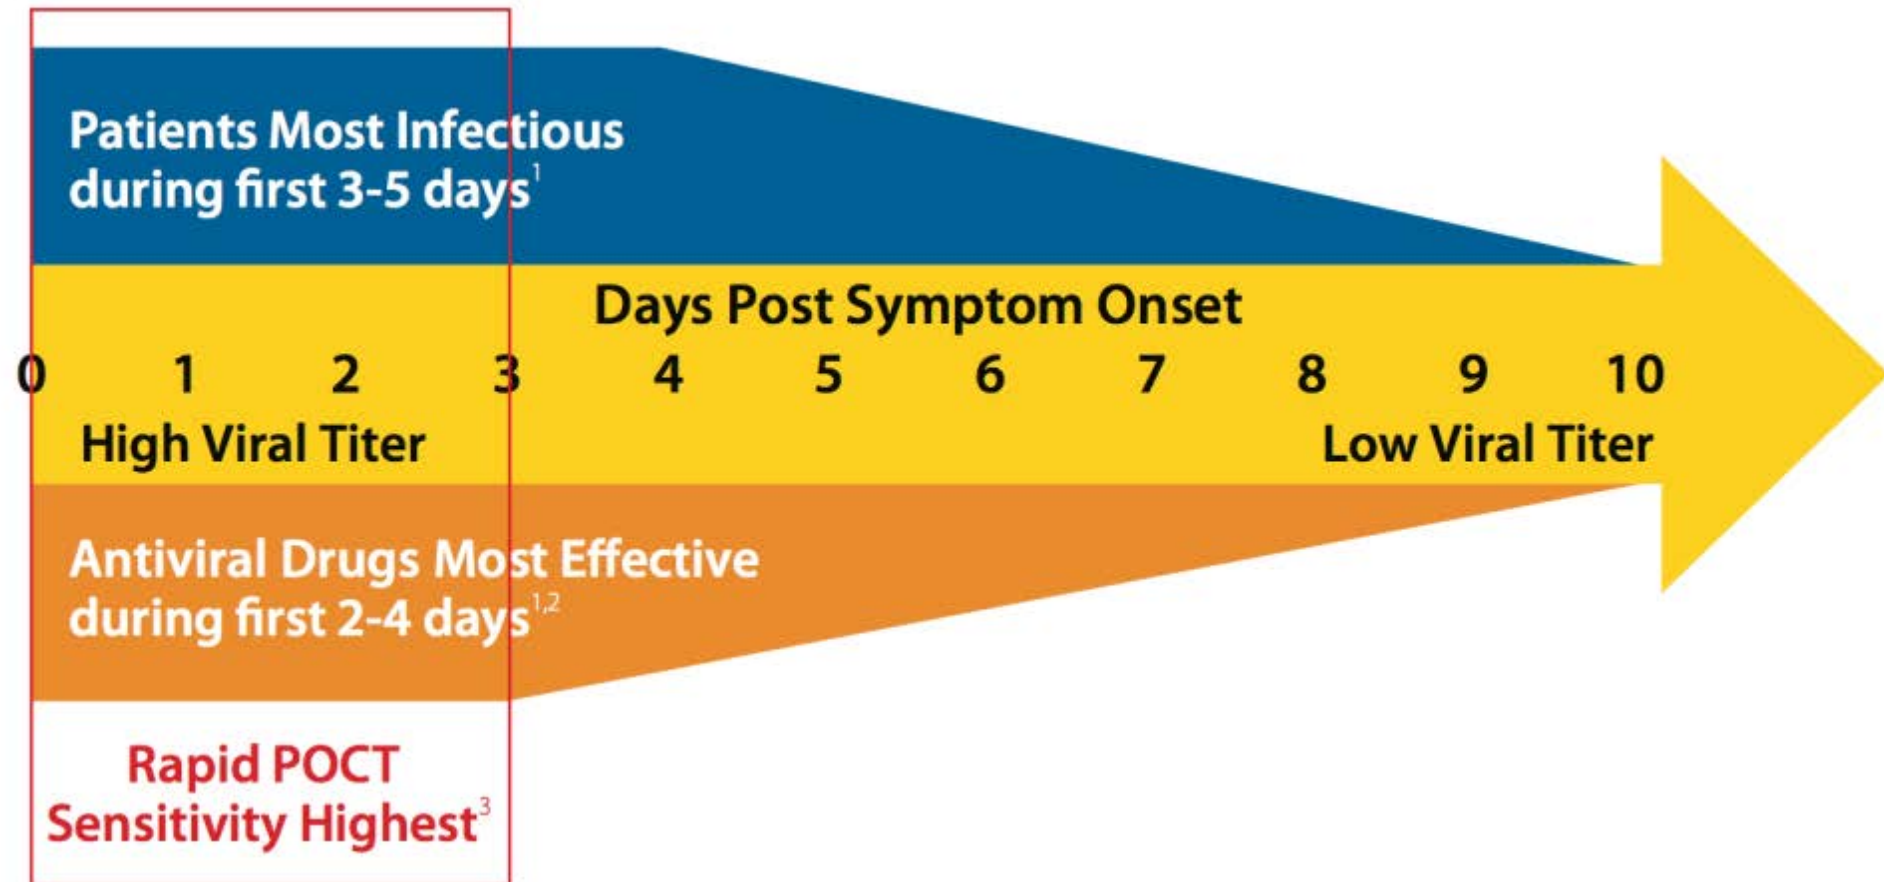 Patients Most Infectious
during first 3-5 days¹
Days Post Symptom Onset
0 1 2 3 4 5 6 7 8 9 10
High Viral Titer Low Viral Titer
Antiviral Drugs Most Effective
during first 2-4 days¹,²
Rapid POCT
Sensitivity Highest³